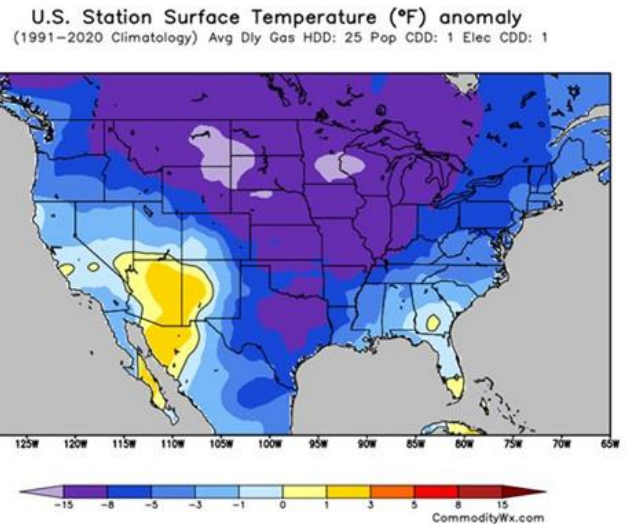 U.S. Station Surface Temperature (°F) anomaly
(1991–2020 Climatology) Avg Dly Gas HDD: 25 Pop CDD: 1 Elec CDD: 1
125W 120W 115W 110W 105W 100W 95W 90W 85W 80W 75W 70W 65W
-15 -8 -5 -3 -1 0 1 3 5 8 15
CommodityWx.com